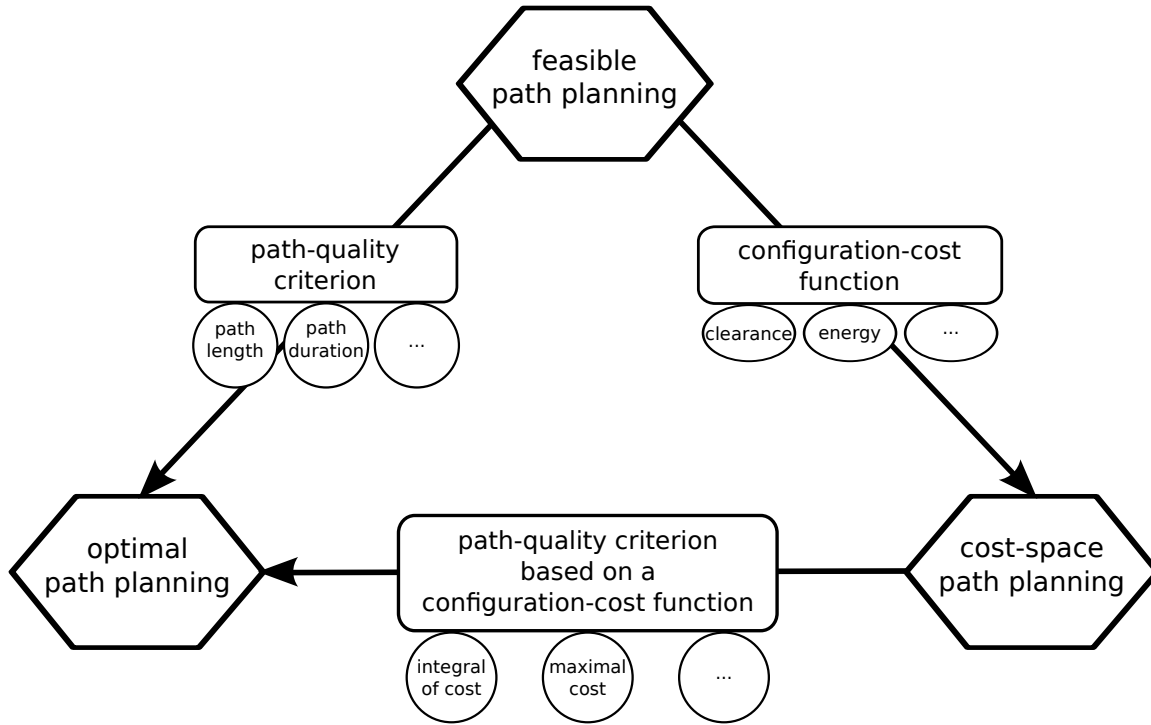 feasible
path planning
path-quality
criterion
path
length
path
duration
...
configuration-cost
function
clearance
energy
...
optimal
path planning
path-quality criterion
based on a
configuration-cost function
integral
of cost
maximal
cost
...
cost-space
path planning